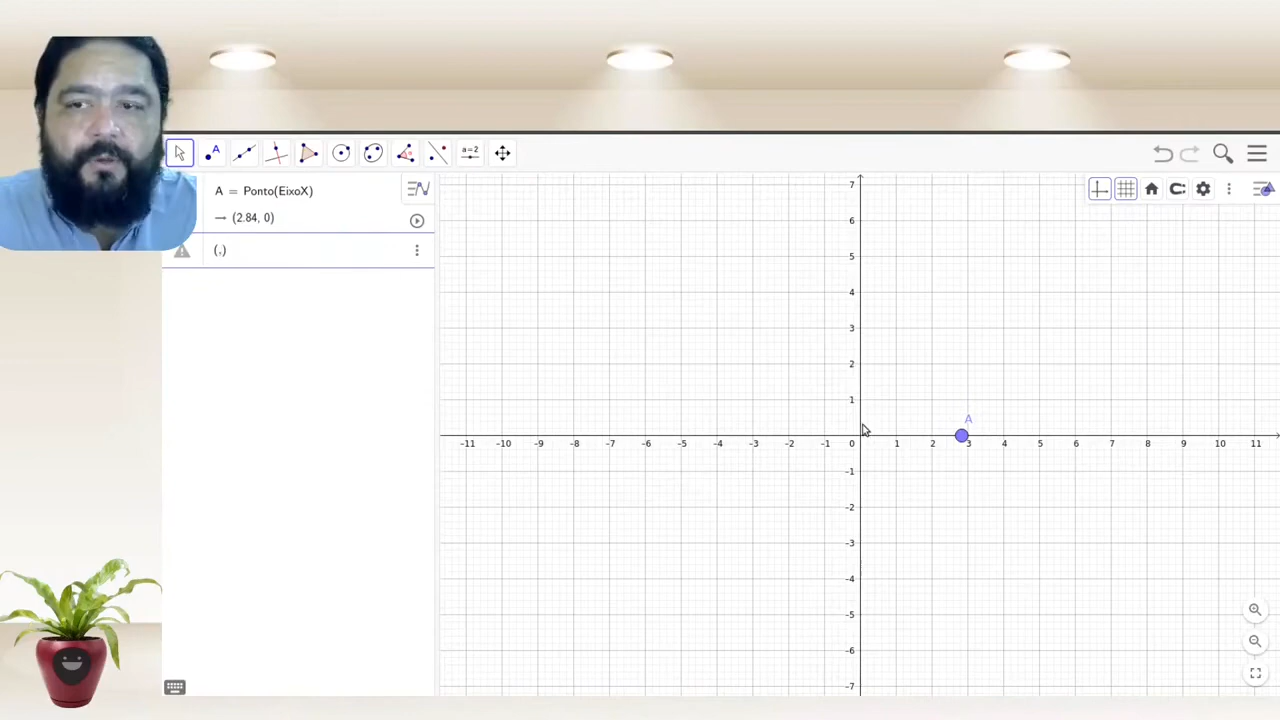 A
a=2
A = Ponto(EixoX)
→ (2.84, 0)
(,)
7
6
5
4
3
2
1
A
−11 −10 −9 −8 −7 −6 −5 −4 −3 −2 −1 0 1 2 3 4 5 6 7 8 9 10 11
−1
−2
−3
−4
−5
−6
−7